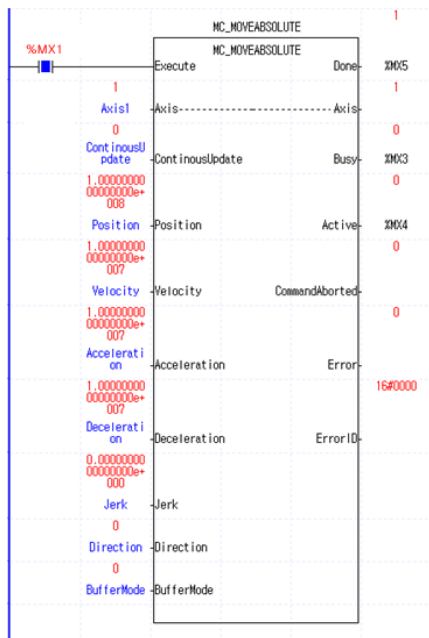 1
MC_MOVEABSOLUTE
%MX1
MC_MOVEABSOLUTE
Execute
Done
%MX5
1
1
Axis1
Axis
Axis
0
0
ContinousU
pdate
ContinousUpdate
Busy
%MX3
1.00000000
00000000e+
008
0
Position
Position
Active
%MX4
1.00000000
00000000e+
007
0
Velocity
Velocity
CommandAborted
1.00000000
00000000e+
007
0
Accelerati
on
Acceleration
Error
1.00000000
00000000e+
007
16#0000
Decelerati
on
Deceleration
ErrorID
0.00000000
00000000e+
000
Jerk
Jerk
0
Direction
Direction
0
BufferMode
BufferMode